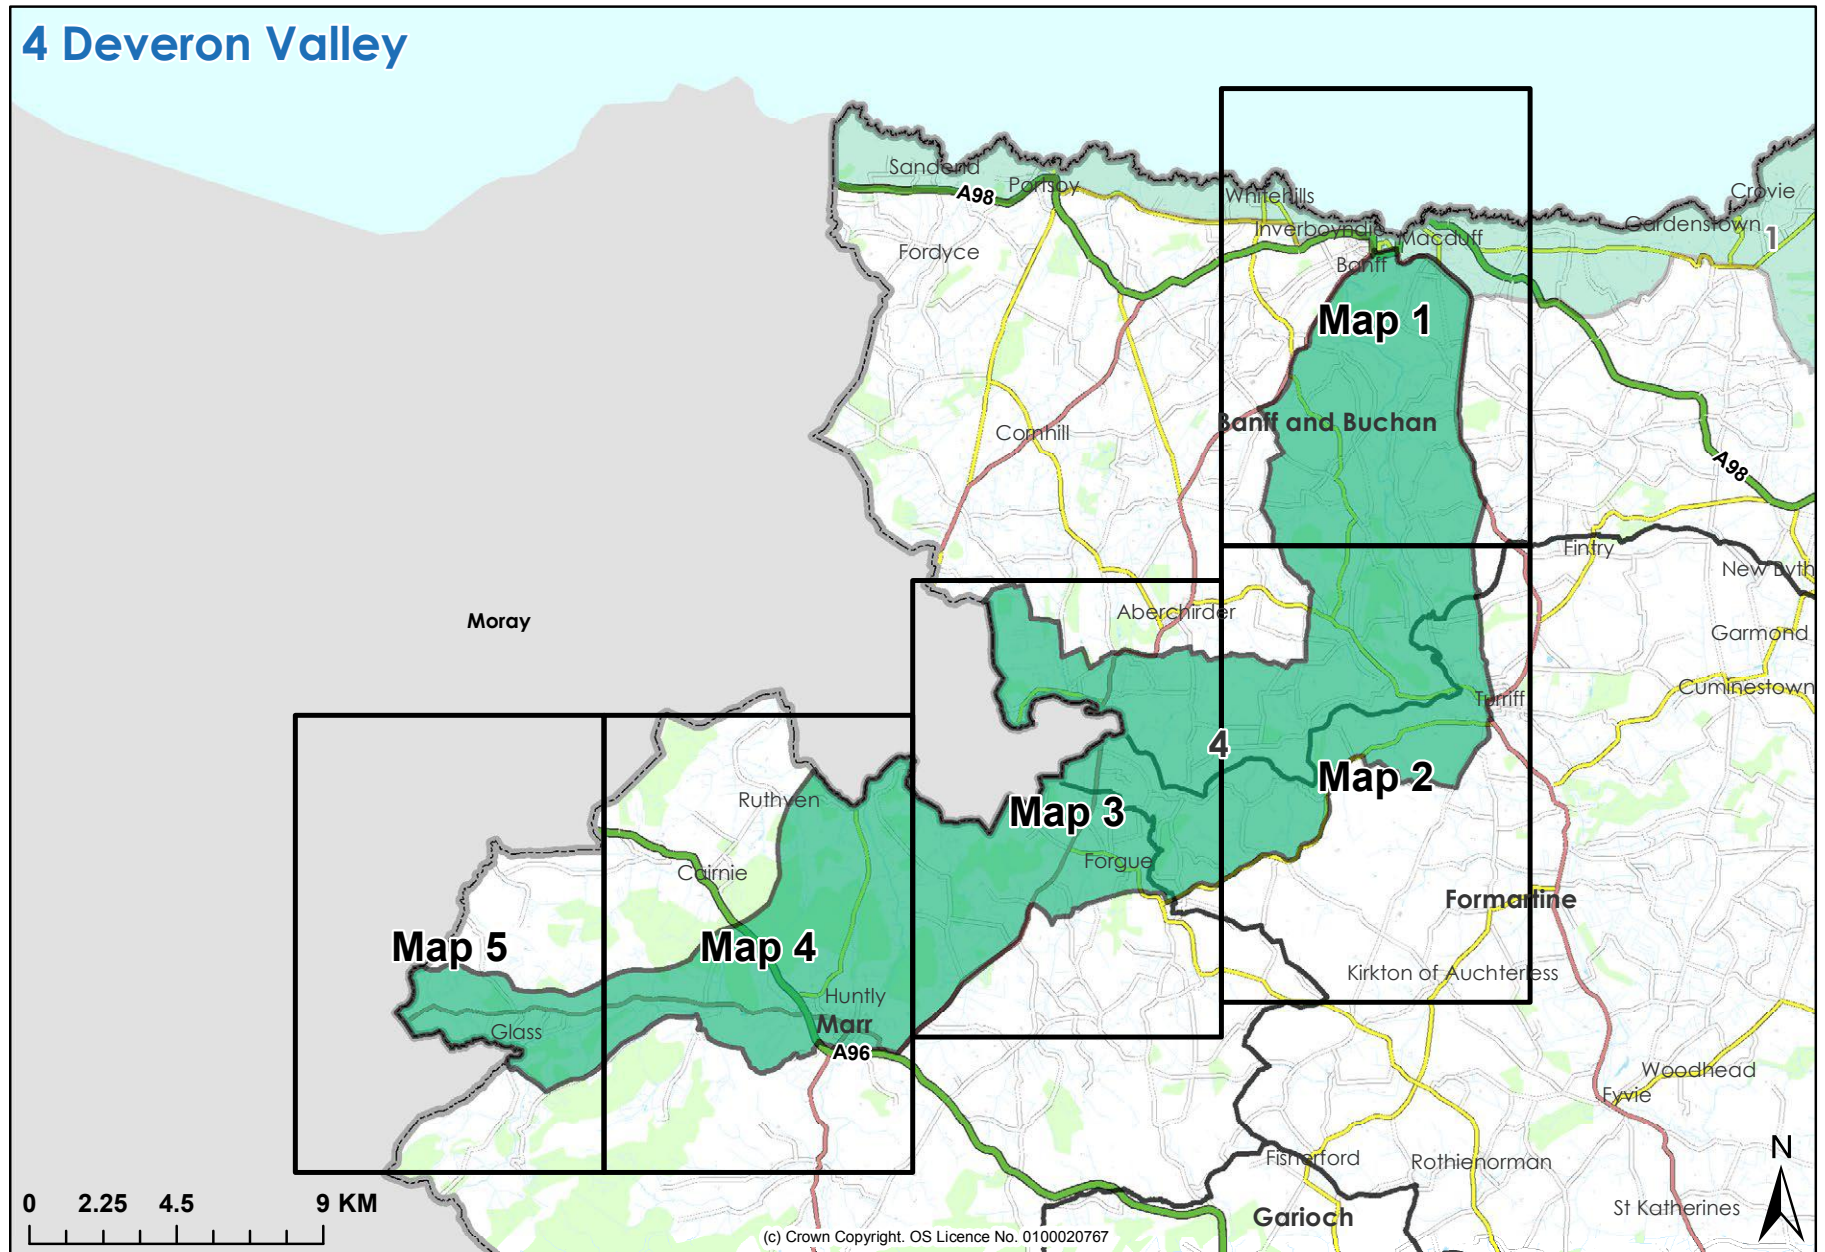 4 Deveron Valley
Sandend
Portsoy
A98
Whitehills
Crovie
Gardenstown
1
Inverboyndie
Macduff
Banff
Fordyce
Map 1
Banff and Buchan
Cornhill
A98
Fintry
New Byth
Aberchirder
Moray
Garmond
Cuminestown
Turriff
4
Map 2
Ruthven
Map 3
Forgue
Cairnie
Formartine
Map 5
Map 4
Kirkton of Auchterless
Huntly
Marr
Glass
A96
Woodhead
Fyvie
Fisherford
Rothienorman
N
St Katherines
Garioch
0 2.25 4.5 9 KM
(c) Crown Copyright. OS Licence No. 0100020767